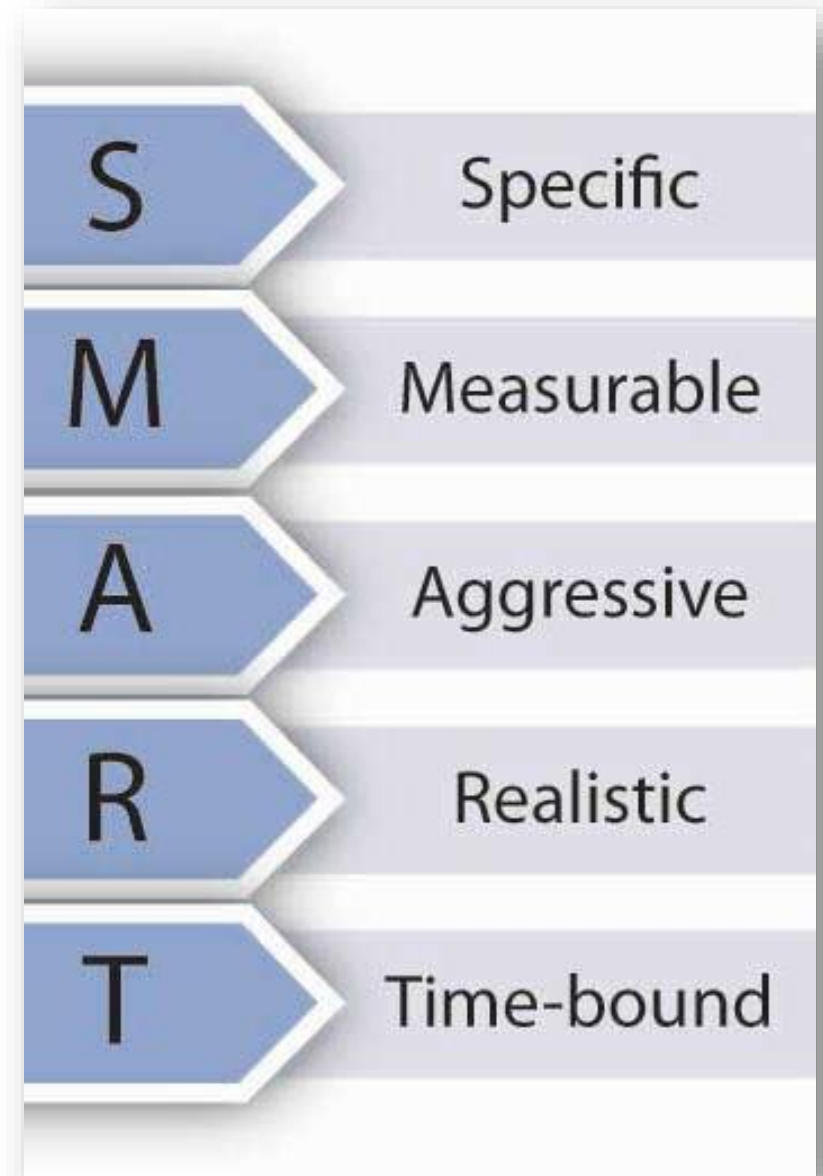 S Specific
M Measurable
A Aggressive
R Realistic
T Time-bound